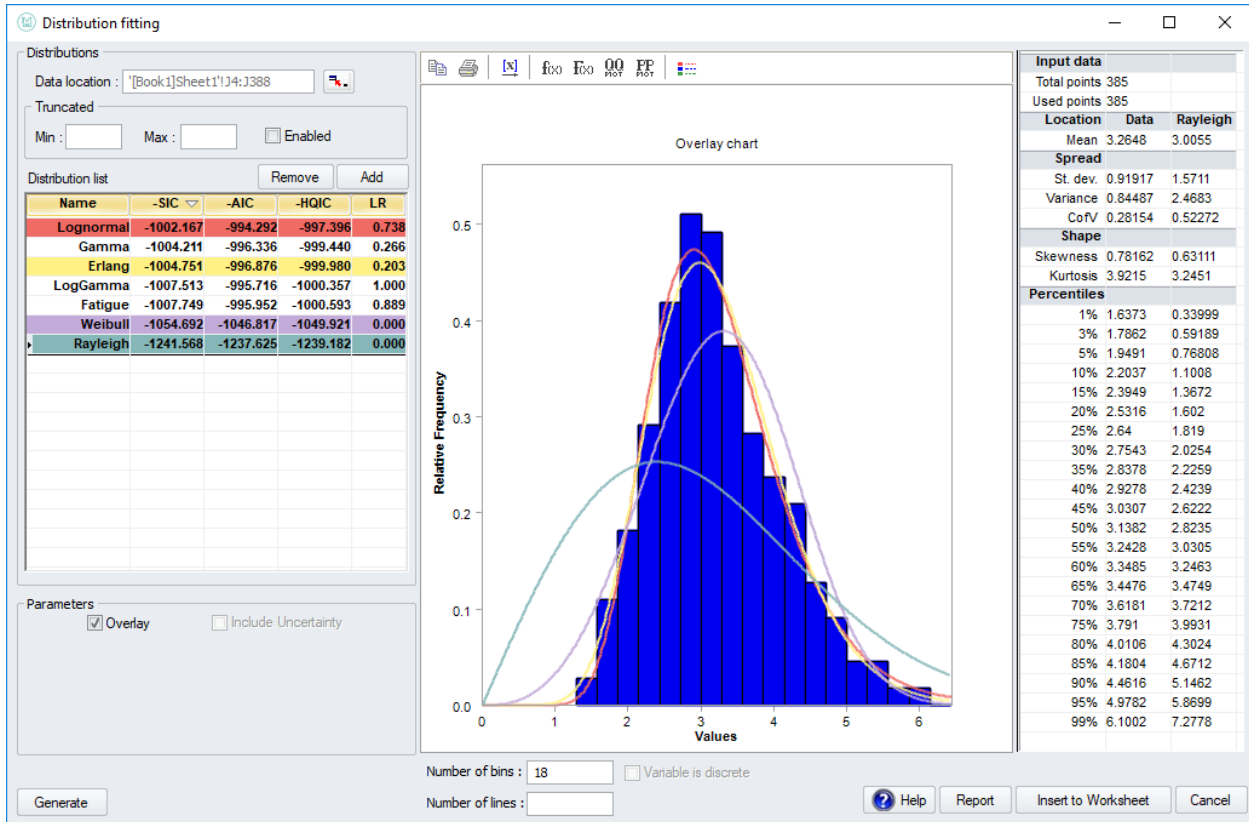 Distribution fitting
Distributions
Data location : '[Book1]Sheet1'!J4:J388
Truncated
Min : Max : Enabled
Distribution list Remove Add
Name -SIC -AIC -HQIC LR
Lognormal -1002.167 -994.292 -997.396 0.738
Gamma -1004.211 -996.336 -999.440 0.266
Erlang -1004.751 -996.876 -999.980 0.203
LogGamma -1007.513 -995.716 -1000.357 1.000
Fatigue -1007.749 -995.952 -1000.593 0.889
Weibull -1054.692 -1046.817 -1049.921 0.000
Rayleigh -1241.568 -1237.625 -1239.182 0.000
Parameters
Overlay Include Uncertainty
Generate
[x] f(x) F(x) QQ PLOT PP PLOT
Overlay chart
Relative Frequency
0.5
0.4
0.3
0.2
0.1
0.0
0 1 2 3 4 5 6
Values
Number of bins : 18 Variable is discrete
Number of lines :
Input data
Total points 385
Used points 385
Location Data Rayleigh
Mean 3.2648 3.0055
Spread
St. dev. 0.91917 1.5711
Variance 0.84487 2.4683
CofV 0.28154 0.52272
Shape
Skewness 0.78162 0.63111
Kurtosis 3.9215 3.2451
Percentiles
1% 1.6373 0.33999
3% 1.7862 0.59189
5% 1.9491 0.76808
10% 2.2037 1.1008
15% 2.3949 1.3672
20% 2.5316 1.602
25% 2.64 1.819
30% 2.7543 2.0254
35% 2.8378 2.2259
40% 2.9278 2.4239
45% 3.0307 2.6222
50% 3.1382 2.8235
55% 3.2428 3.0305
60% 3.3485 3.2463
65% 3.4476 3.4749
70% 3.6181 3.7212
75% 3.791 3.9931
80% 4.0106 4.3024
85% 4.1804 4.6712
90% 4.4616 5.1462
95% 4.9782 5.8699
99% 6.1002 7.2778
Help Report Insert to Worksheet Cancel